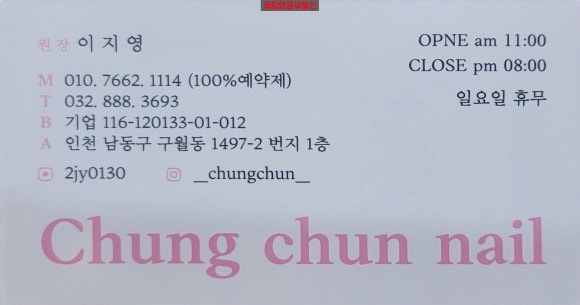 원장 이지영
OPNE am 11:00
CLOSE pm 08:00
일요일 휴무
M 010. 7662. 1114 (100%예약제)
T 032. 888. 3693
B 기업 116-120133-01-012
A 인천 남동구 구월동 1497-2 번지 1층
2jy0130 _chungchun_
Chung chun nail